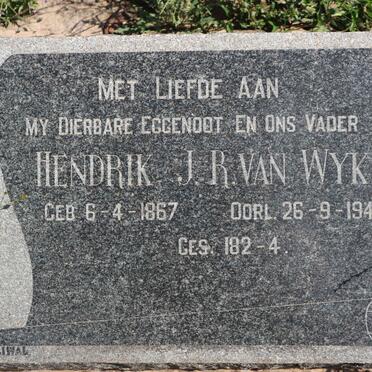 MET LIEFDE AAN
MY DIERBARE EGGENOOT EN ONS VADER
HENDRIK J. R. VAN WYK
GEB 6-4-1867 OORL. 26-9-194
GES. 182-4.